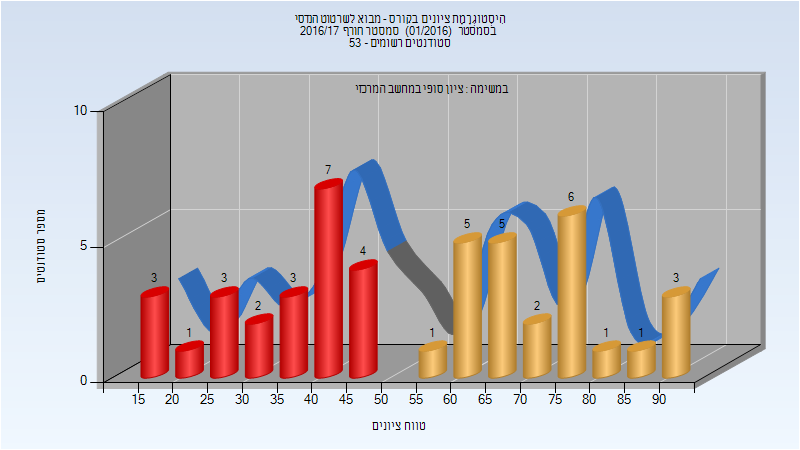 היסטוגרמת ציונים בקורס - מבוא לשרטוט הנדסי
בסמסטר (01/2016) סמסטר חורף 2016/17
סטודנטים רשומים - 53
במשימה : ציון סופי במחשב המרכזי
10
5
0
מספר סטודנטים
3
1
3
2
3
7
4
1
5
5
2
6
1
1
3
15 20 25 30 35 40 45 50 55 60 65 70 75 80 85 90
טווח ציונים